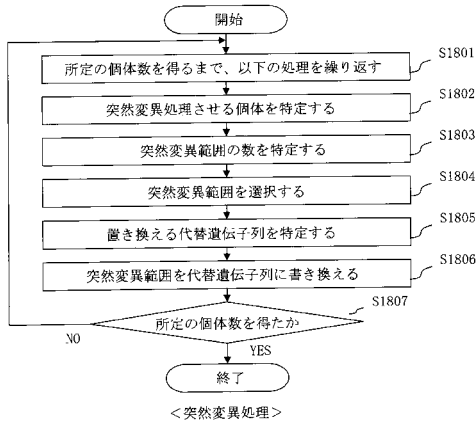 開始
所定の個体数を得るまで、以下の処理を繰り返す
S1801
突然変異処理させる個体を特定する
S1802
突然変異範囲の数を特定する
S1803
突然変異範囲を選択する
S1804
置き換える代替遺伝子列を特定する
S1805
突然変異範囲を代替遺伝子列に書き換える
S1806
所定の個体数を得たか
S1807
NO
YES
終了
＜突然変異処理＞